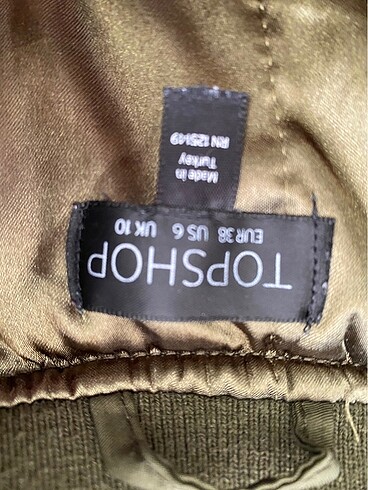 TOPSHOP
EUR 38 US 6 UK 10
Made in
Turkey
RN 125149